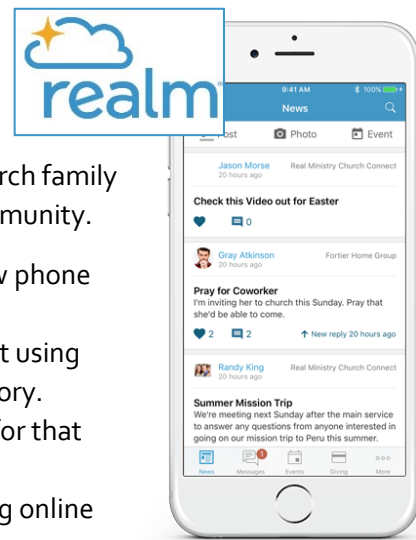 realm
9:41 AM 100%
News
Post Photo Event
Jason Morse Real Ministry Church Connect
20 hours ago
Check this Video out for Easter
0
Gray Atkinson Fortier Home Group
20 hours ago
Pray for Coworker
I'm inviting her to church this Sunday. Pray that
she'd be able to come.
2 2 New reply 20 hours ago
Randy King Real Ministry Church Connect
20 hours ago
Summer Mission Trip
We're meeting next Sunday after the main service
to answer any questions from anyone interested in
going on our mission trip to Peru this summer.
1
News Messages Events Giving More
rch family
munity.
w phone
t using
ory.
for that
g online